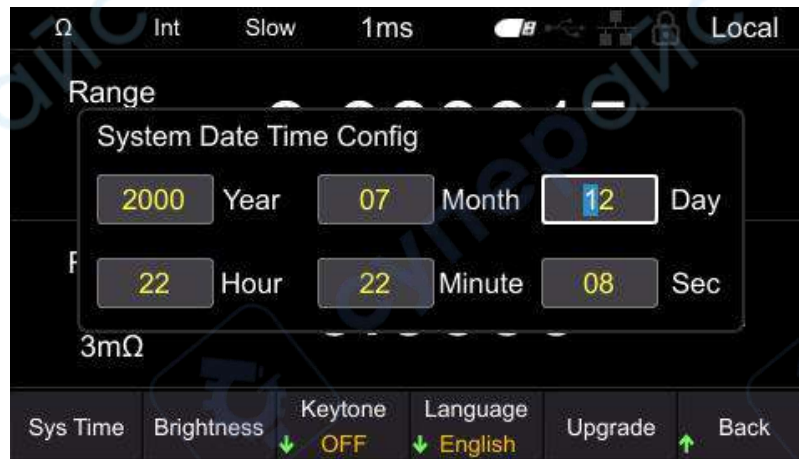 Ω Int Slow 1ms Local
Range
System Date Time Config
2000 Year 07 Month 12 Day
22 Hour 22 Minute 08 Sec
3mΩ
Sys Time Brightness Keytone OFF Language English Upgrade Back